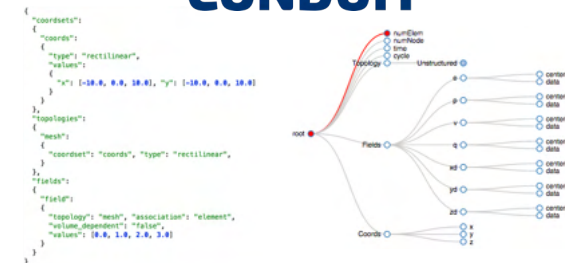 CONDUIT
{
"coordsets":
{
"coords":
{
"type": "rectilinear",
"values":
{
"x": [-10.0, 0.0, 10.0], "y": [-10.0, 0.0, 10.0]
}
}
},
"topologies":
{
"mesh":
{
"coordset": "coords", "type": "rectilinear",
}
},
"fields":
{
"field":
{
"topology": "mesh", "association": "element",
"volume_dependent": "false",
"values": [0.0, 1.0, 2.0, 3.0]
}
}
}
numElem
numNode
time
cycle
Topology
Unstructured
root
Fields
e
center
data
p
center
data
v
center
data
q
center
data
xd
center
data
yd
center
data
zd
center
data
Coords
x
y
z